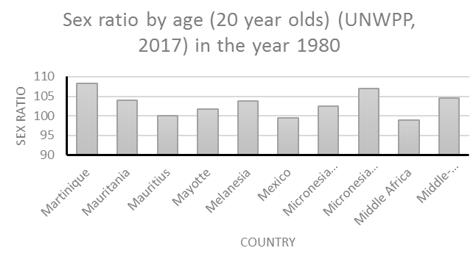 Sex ratio by age (20 year olds) (UNWPP,
2017) in the year 1980
SEX RATIO
110
105
100
95
90
Martinique
Mauritania
Mauritius
Mayotte
Melanesia
Mexico
Micronesia...
Micronesia...
Middle Africa
Middle-...
COUNTRY